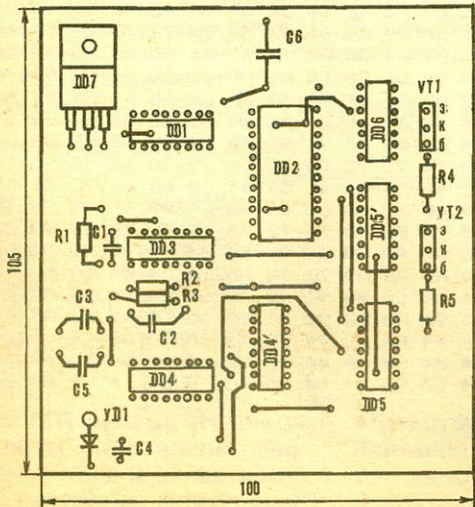 C6
DD7
VT1
DD1
э
к
б
DD2
DD6
R4
DD5'
VT2
R1
C1
DD3
э
к
б
R2
R3
105
C3
C2
R5
C5
DD4
DD4'
DD5
VD1
C4
100